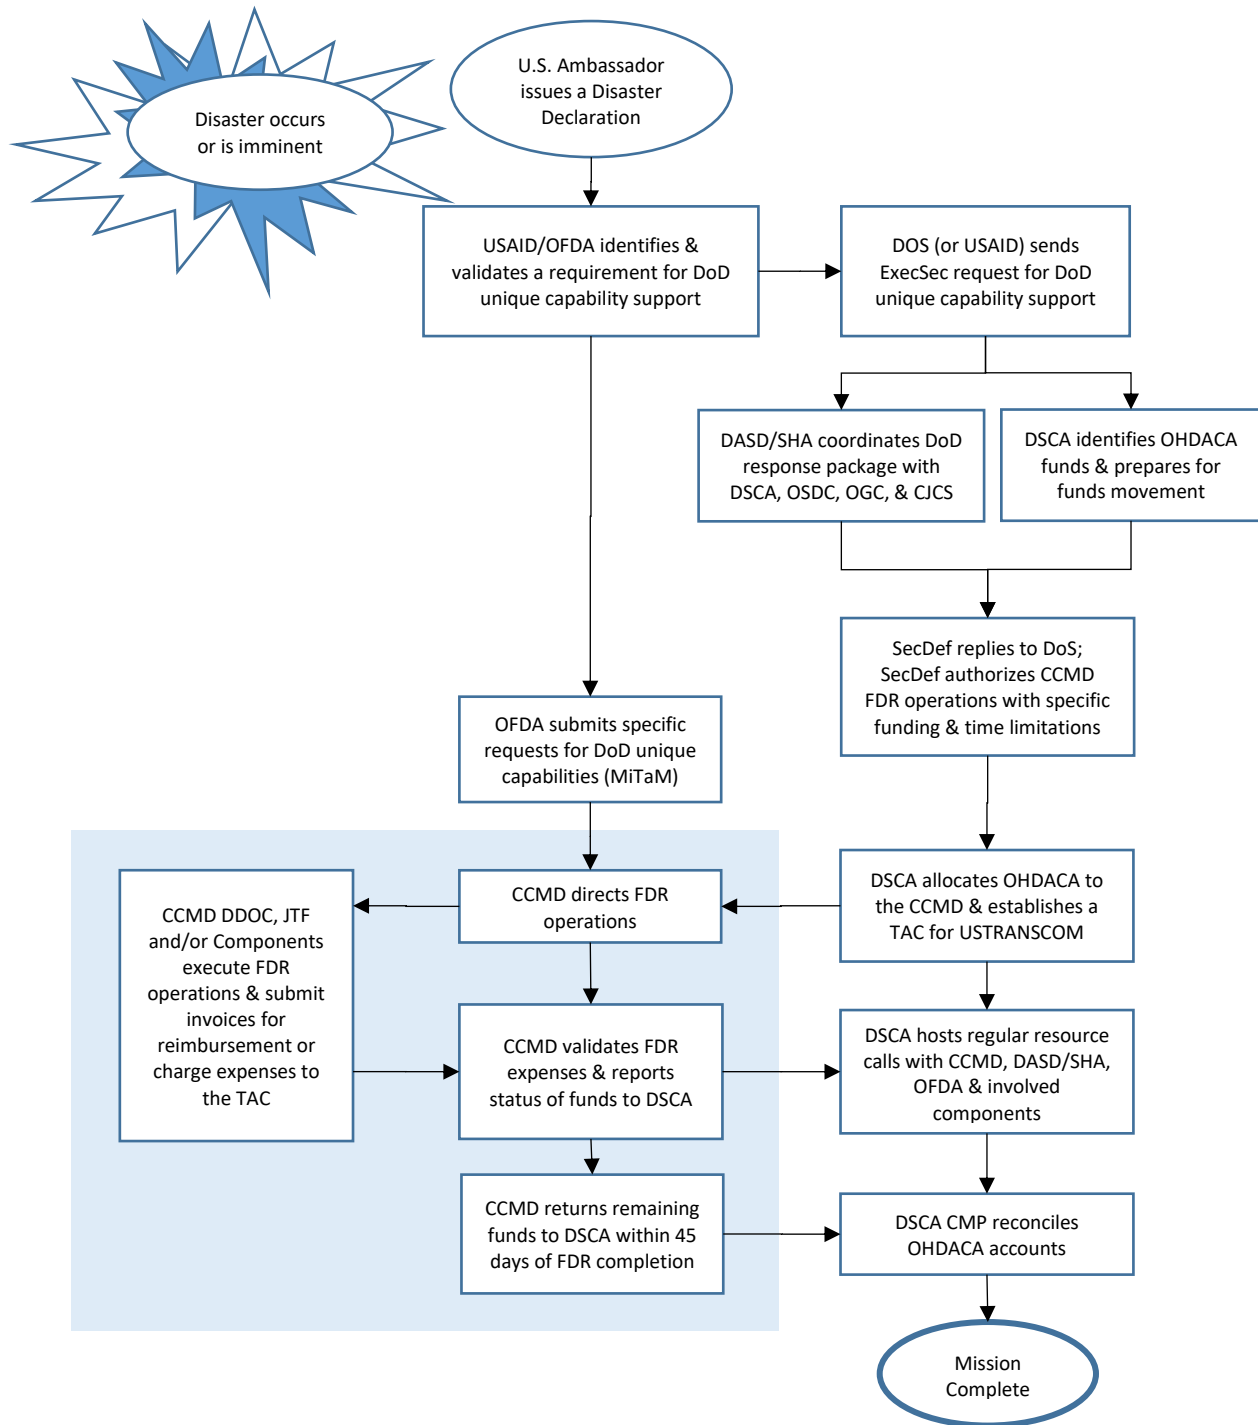 Disaster occurs
or is imminent
U.S. Ambassador
issues a Disaster
Declaration
USAID/OFDA identifies &
validates a requirement for DoD
unique capability support
DOS (or USAID) sends
ExecSec request for DoD
unique capability support
DASD/SHA coordinates DoD
response package with
DSCA, OSDC, OGC, & CJCS
DSCA identifies OHDACA
funds & prepares for
funds movement
SecDef replies to DoS;
SecDef authorizes CCMD
FDR operations with specific
funding & time limitations
OFDA submits specific
requests for DoD unique
capabilities (MiTaM)
CCMD DDOC, JTF
and/or Components
execute FDR
operations & submit
invoices for
reimbursement or
charge expenses to
the TAC
CCMD directs FDR
operations
DSCA allocates OHDACA to
the CCMD & establishes a
TAC for USTRANSCOM
CCMD validates FDR
expenses & reports
status of funds to DSCA
DSCA hosts regular resource
calls with CCMD, DASD/SHA,
OFDA & involved
components
CCMD returns remaining
funds to DSCA within 45
days of FDR completion
DSCA CMP reconciles
OHDACA accounts
Mission
Complete